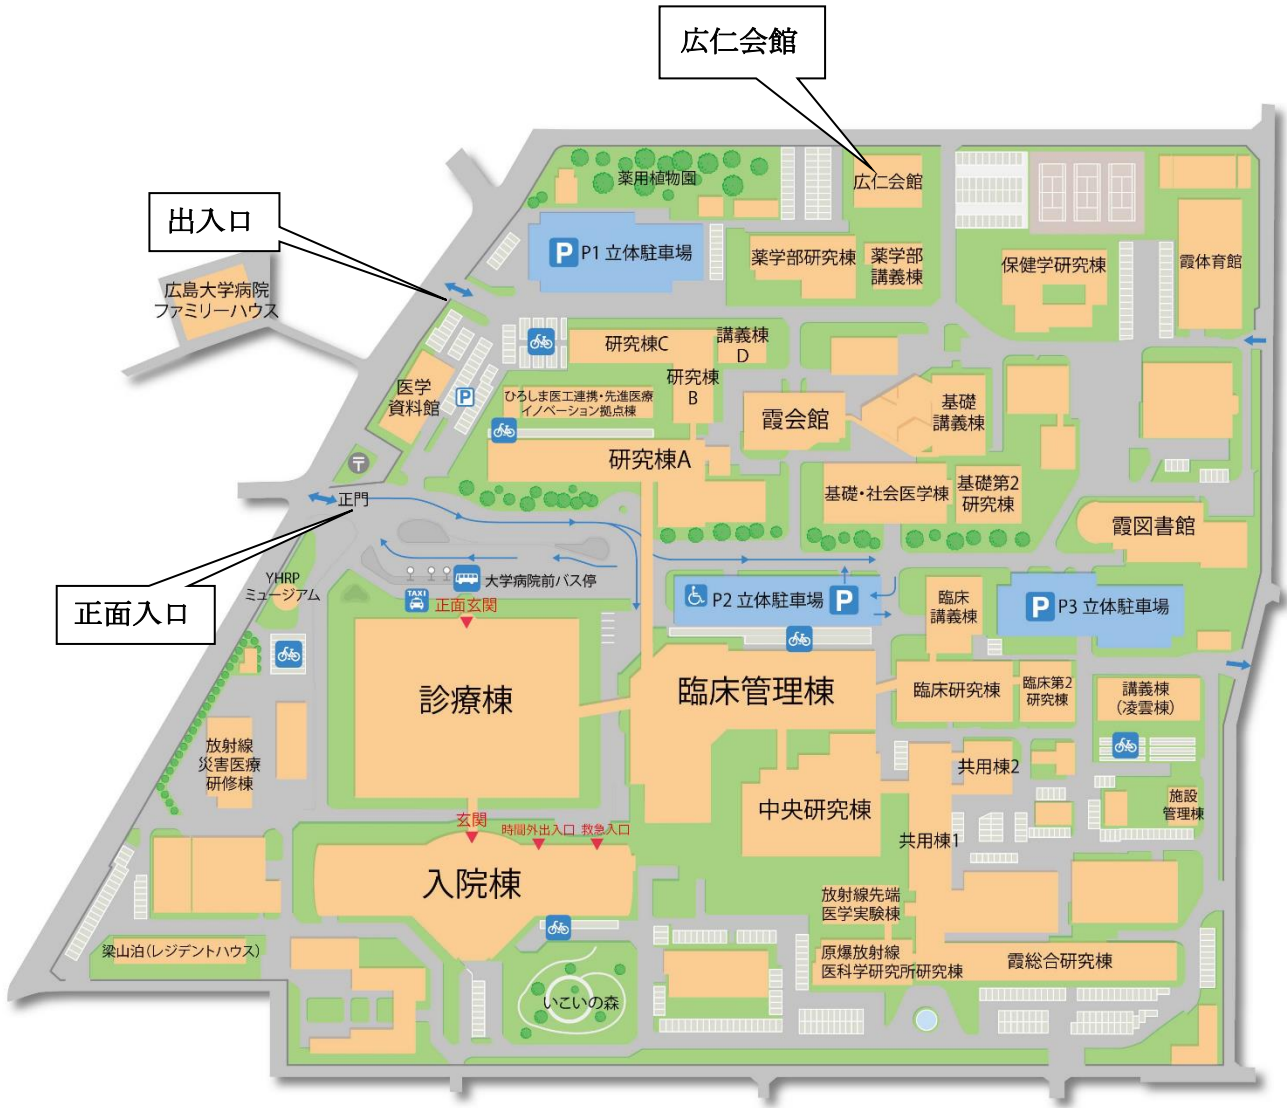 広仁会館
出入口
広島大学病院
ファミリーハウス
薬用植物園
広仁会館
P P1 立体駐車場
薬学部研究棟
薬学部
講義棟
保健学研究棟
霞体育館
研究棟C
講義棟
D
研究棟
B
医学
資料館
P
ひろしま医工連携・先進医療
イノベーション拠点棟
霞会館
基礎
講義棟
研究棟A
基礎・社会医学棟
基礎第2
研究棟
霞図書館
〒
正門
正面入口
YHRP
ミュージアム
TAXI
大学病院前バス停
正面玄関
P2 立体駐車場 P
臨床
講義棟
P P3 立体駐車場
診療棟
臨床管理棟
臨床研究棟
臨床第2
研究棟
講義棟
(凌雲棟)
放射線
災害医療
研修棟
中央研究棟
共用棟2
共用棟1
施設
管理棟
玄関
時間外出入口
救急入口
入院棟
放射線先端
医学実験棟
原爆放射線
医科学研究所研究棟
霞総合研究棟
梁山泊(レジデントハウス)
いこいの森